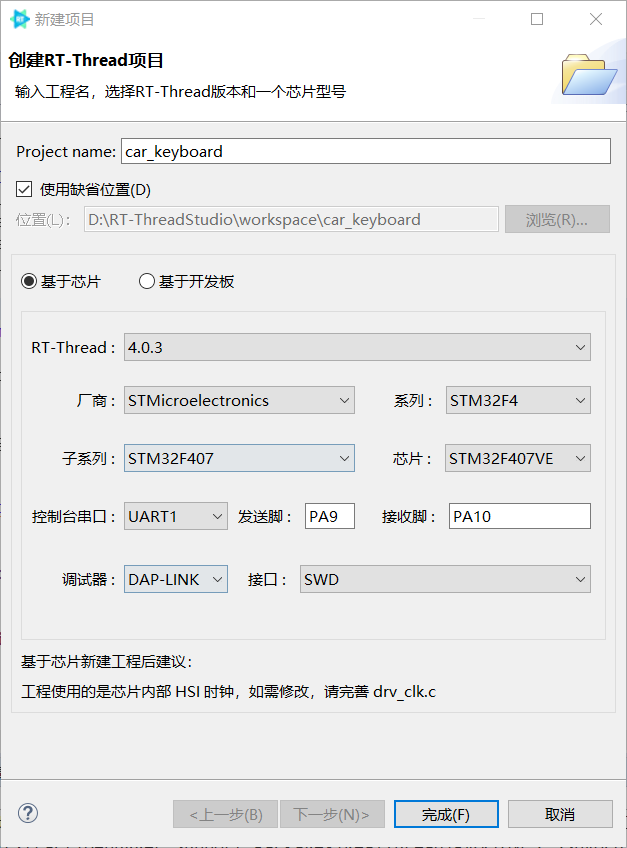 新建项目
创建RT-Thread项目
输入工程名，选择RT-Thread版本和一个芯片型号
Project name: car_keyboard
使用缺省位置(D)
位置(L)： D:\RT-ThreadStudio\workspace\car_keyboard 浏览(R)...
基于芯片 基于开发板
RT-Thread： 4.0.3
厂商： STMicroelectronics 系列： STM32F4
子系列： STM32F407 芯片： STM32F407VE
控制台串口： UART1 发送脚： PA9 接收脚： PA10
调试器： DAP-LINK 接口： SWD
基于芯片新建工程后建议：
工程使用的是芯片内部 HSI 时钟，如需修改，请完善 drv_clk.c
<上一步(B) 下一步(N)> 完成(F) 取消